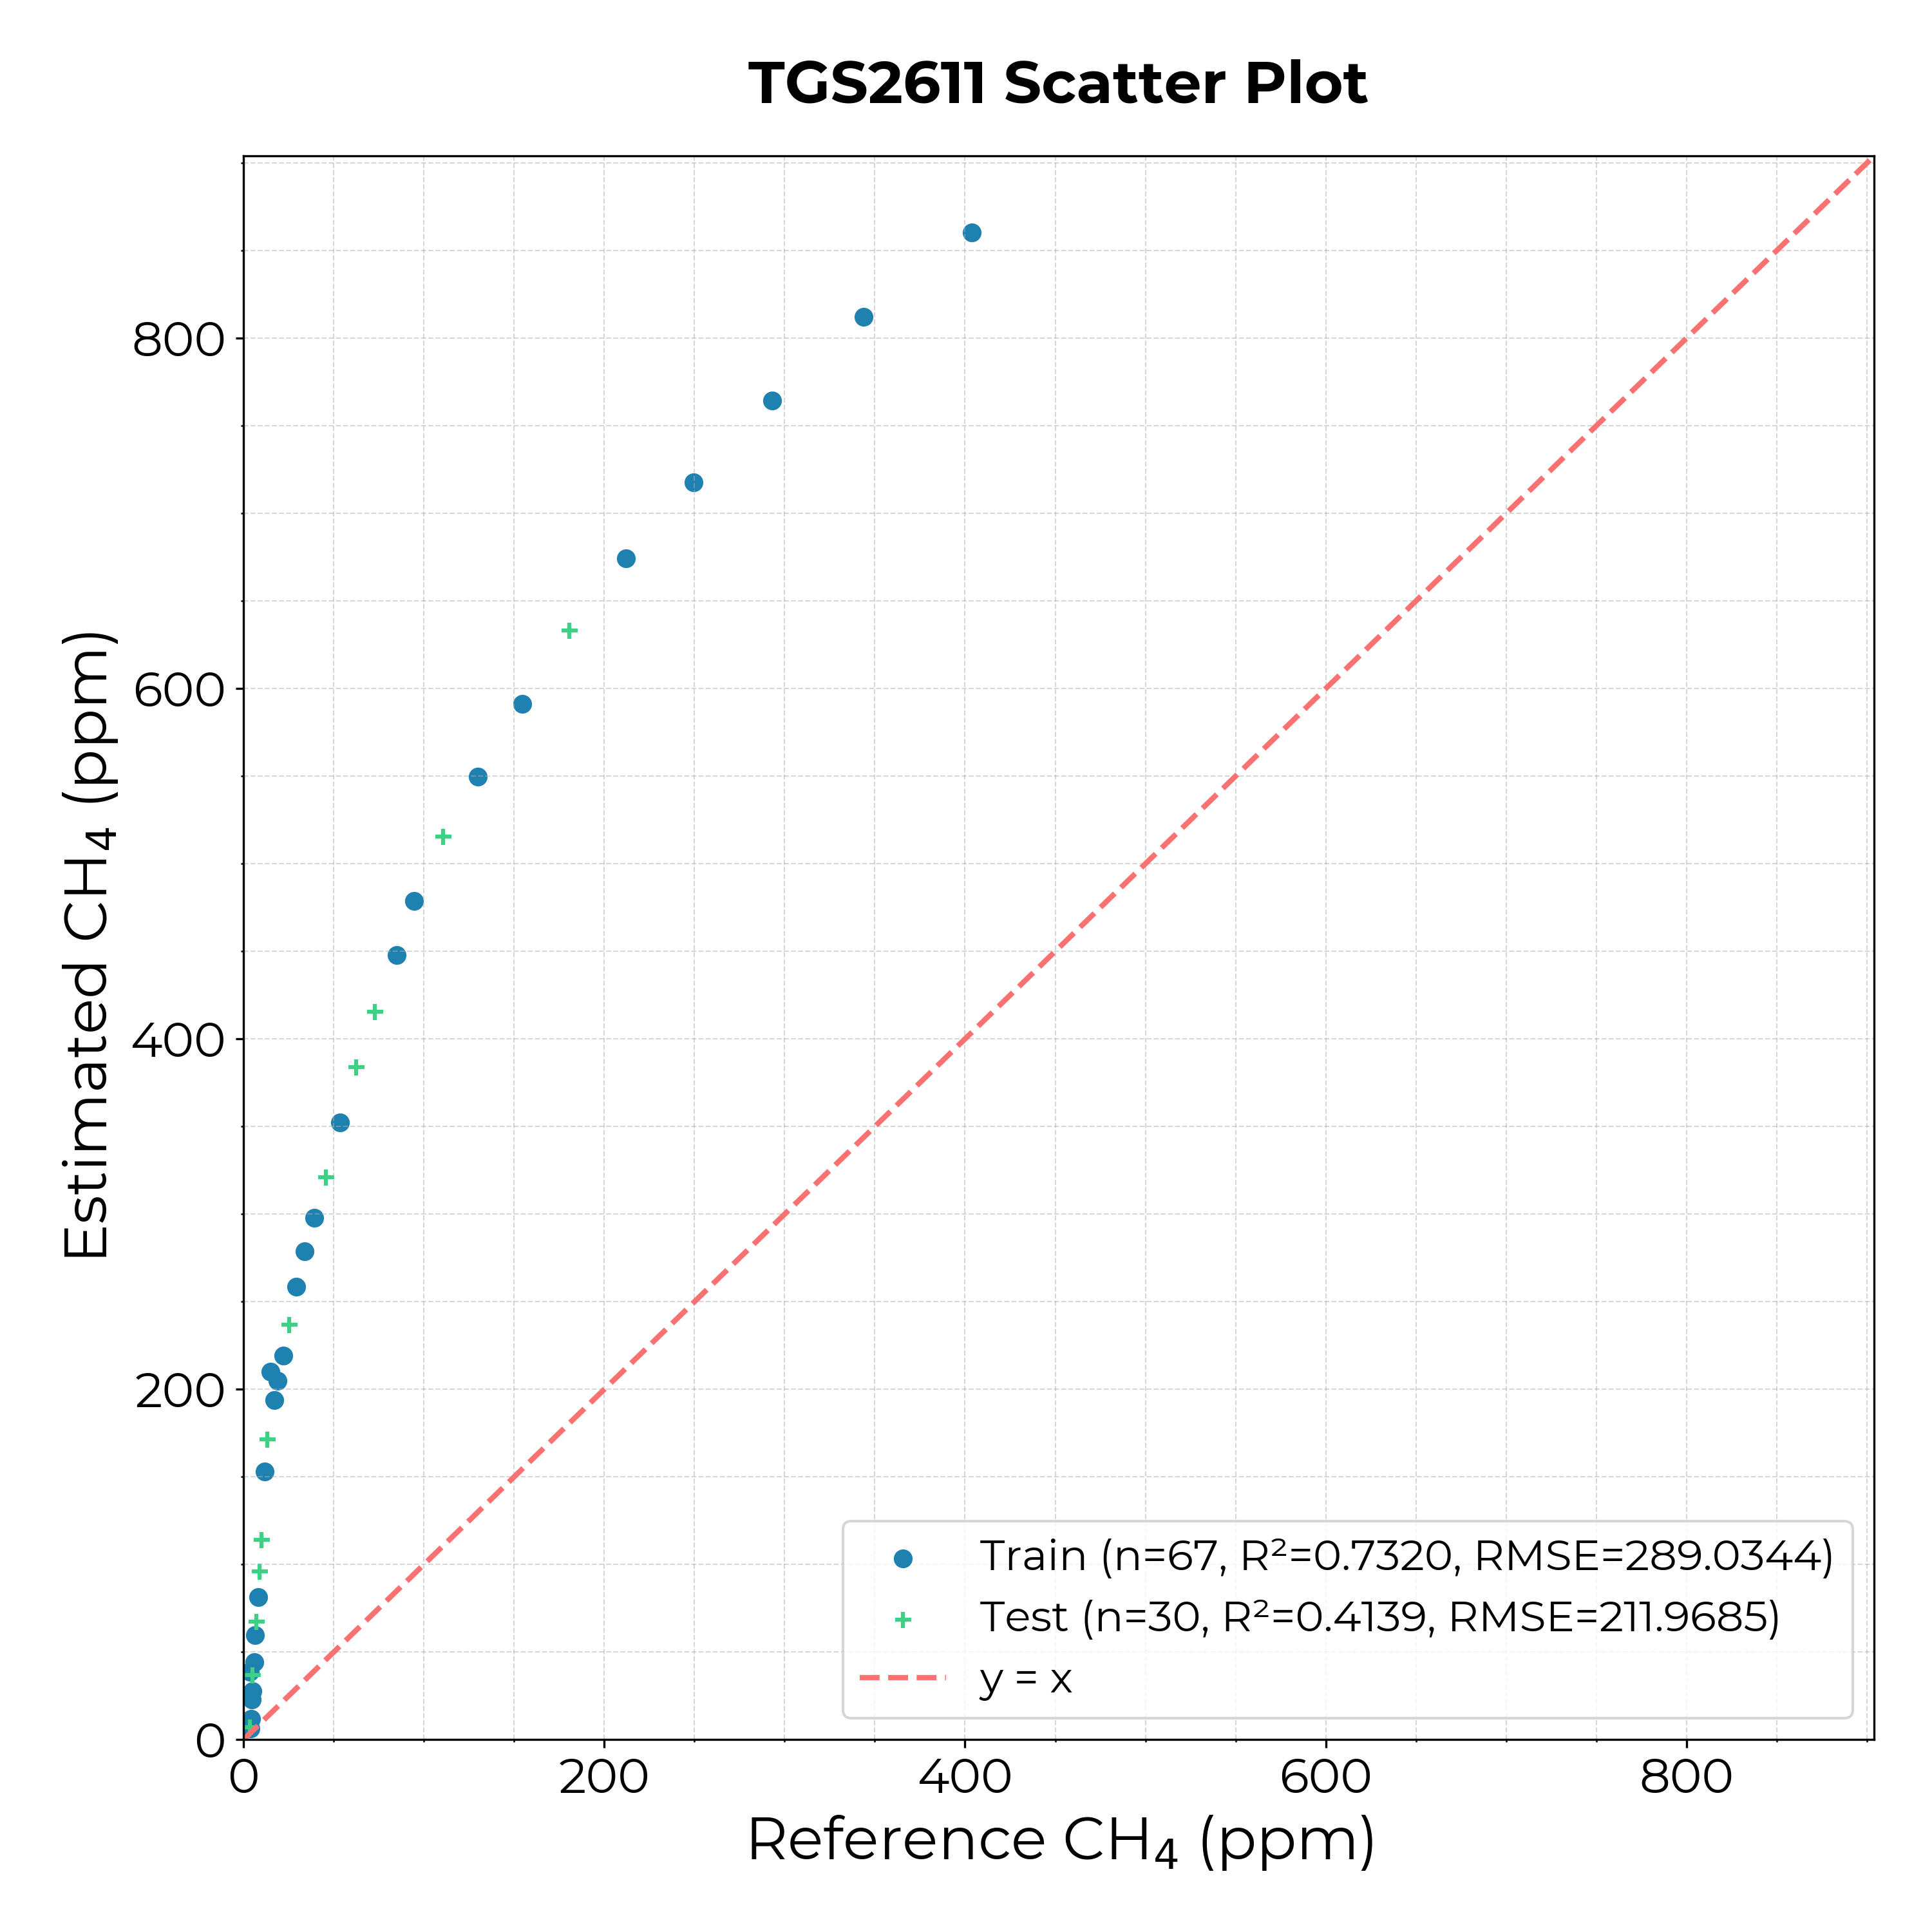 TGS2611 Scatter Plot
Estimated CH₄ (ppm)
800
600
400
200
0
0 200 400 600 800
Reference CH₄ (ppm)
Train (n=67, R²=0.7320, RMSE=289.0344)
Test (n=30, R²=0.4139, RMSE=211.9685)
y = x